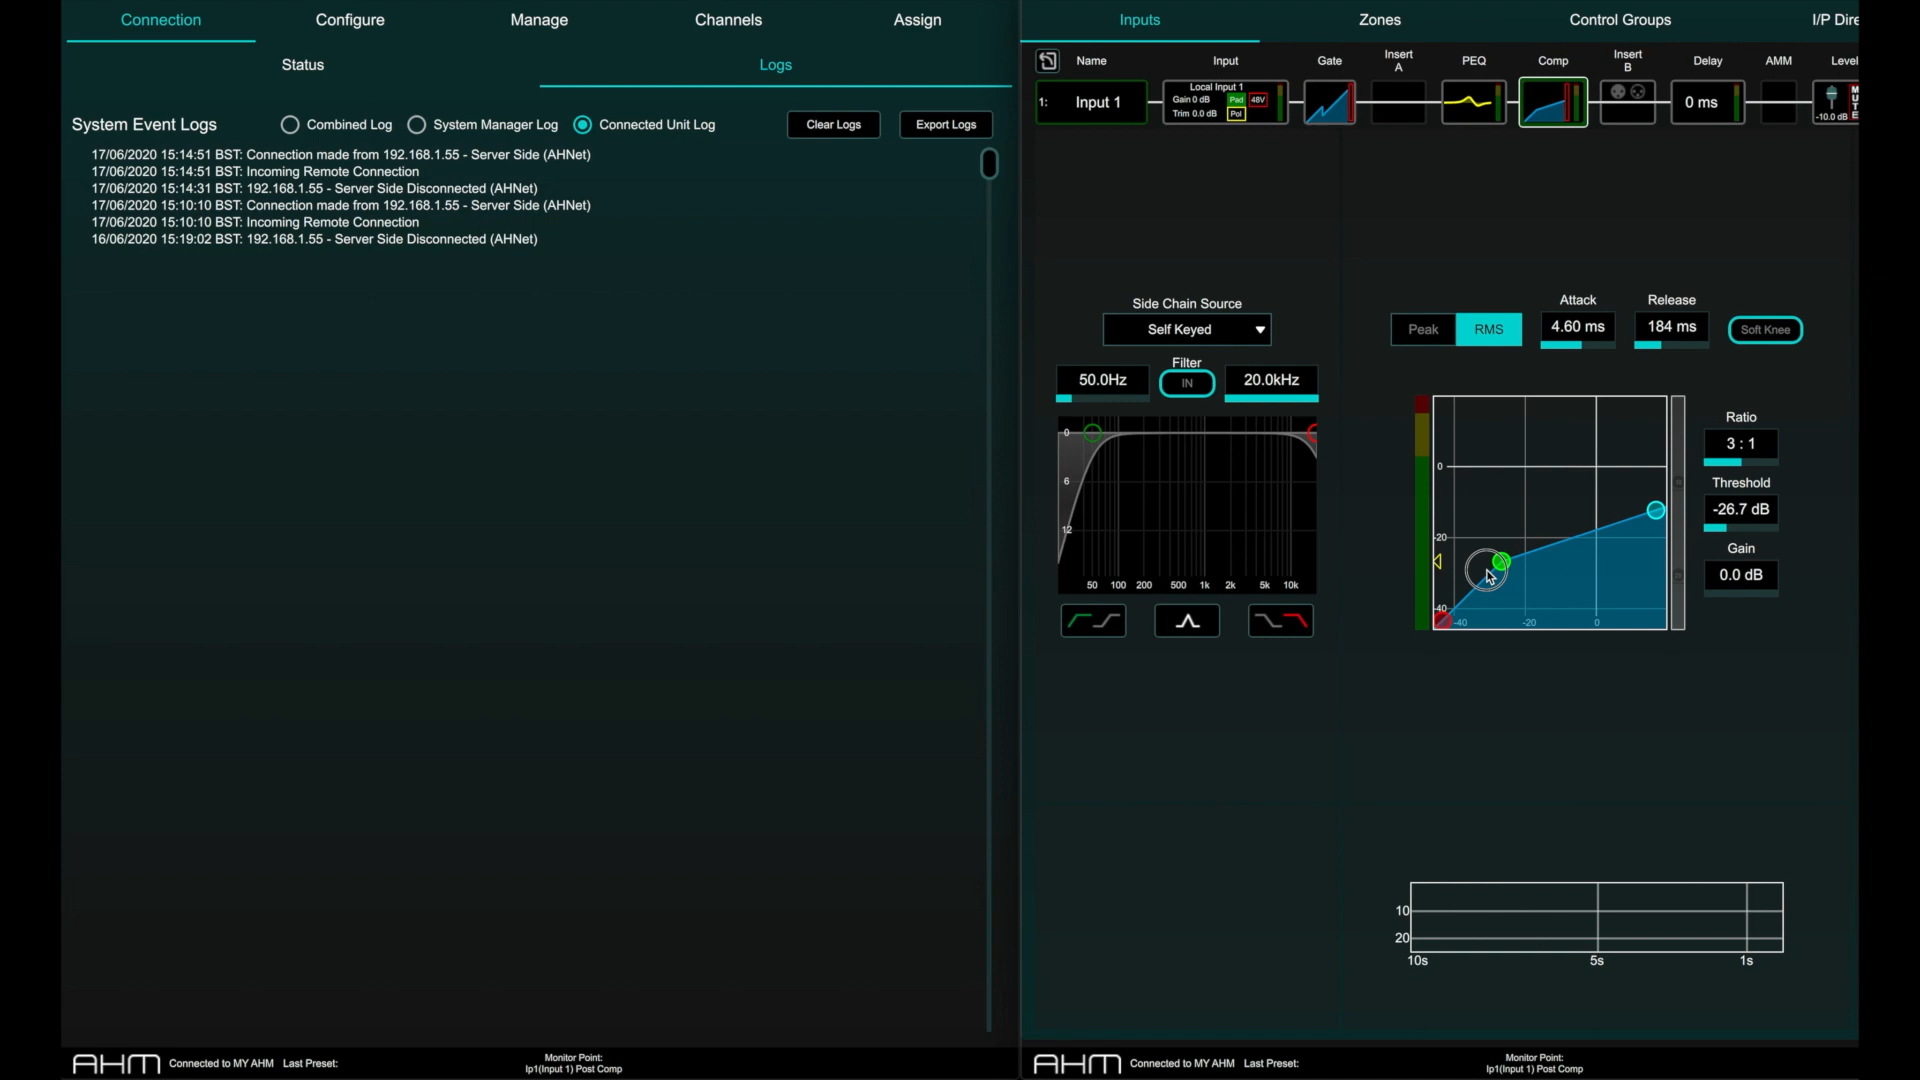 Connection Configure Manage Channels Assign
Status Logs
System Event Logs Combined Log System Manager Log Connected Unit Log Clear Logs Export Logs
17/06/2020 15:14:51 BST: Connection made from 192.168.1.55 - Server Side (AHNet)
17/06/2020 15:14:51 BST: Incoming Remote Connection
17/06/2020 15:14:31 BST: 192.168.1.55 - Server Side Disconnected (AHNet)
17/06/2020 15:10:10 BST: Connection made from 192.168.1.55 - Server Side (AHNet)
17/06/2020 15:10:10 BST: Incoming Remote Connection
16/06/2020 15:19:02 BST: 192.168.1.55 - Server Side Disconnected (AHNet)
AHM Connected to MY AHM Last Preset:
Monitor Point:
Ip1(Input 1) Post Comp
Inputs Zones Control Groups I/P Dire
Name Input Gate Insert A PEQ Comp Insert B Delay AMM Level
1: Input 1
Local Input 1
Gain 0 dB Pad 48V
Trim 0.0 dB Pol
0 ms
-10.0 dB
MUTE
Side Chain Source
Self Keyed
Filter
50.0Hz IN 20.0kHz
0
6
12
50 100 200 500 1k 2k 5k 10k
Peak RMS
Attack
4.60 ms
Release
184 ms
Soft Knee
0
-20
-40
-40 -20 0
Ratio
3 : 1
Threshold
-26.7 dB
Gain
0.0 dB
10
20
10s 5s 1s
AHM Connected to MY AHM Last Preset:
Monitor Point:
Ip1(Input 1) Post Comp